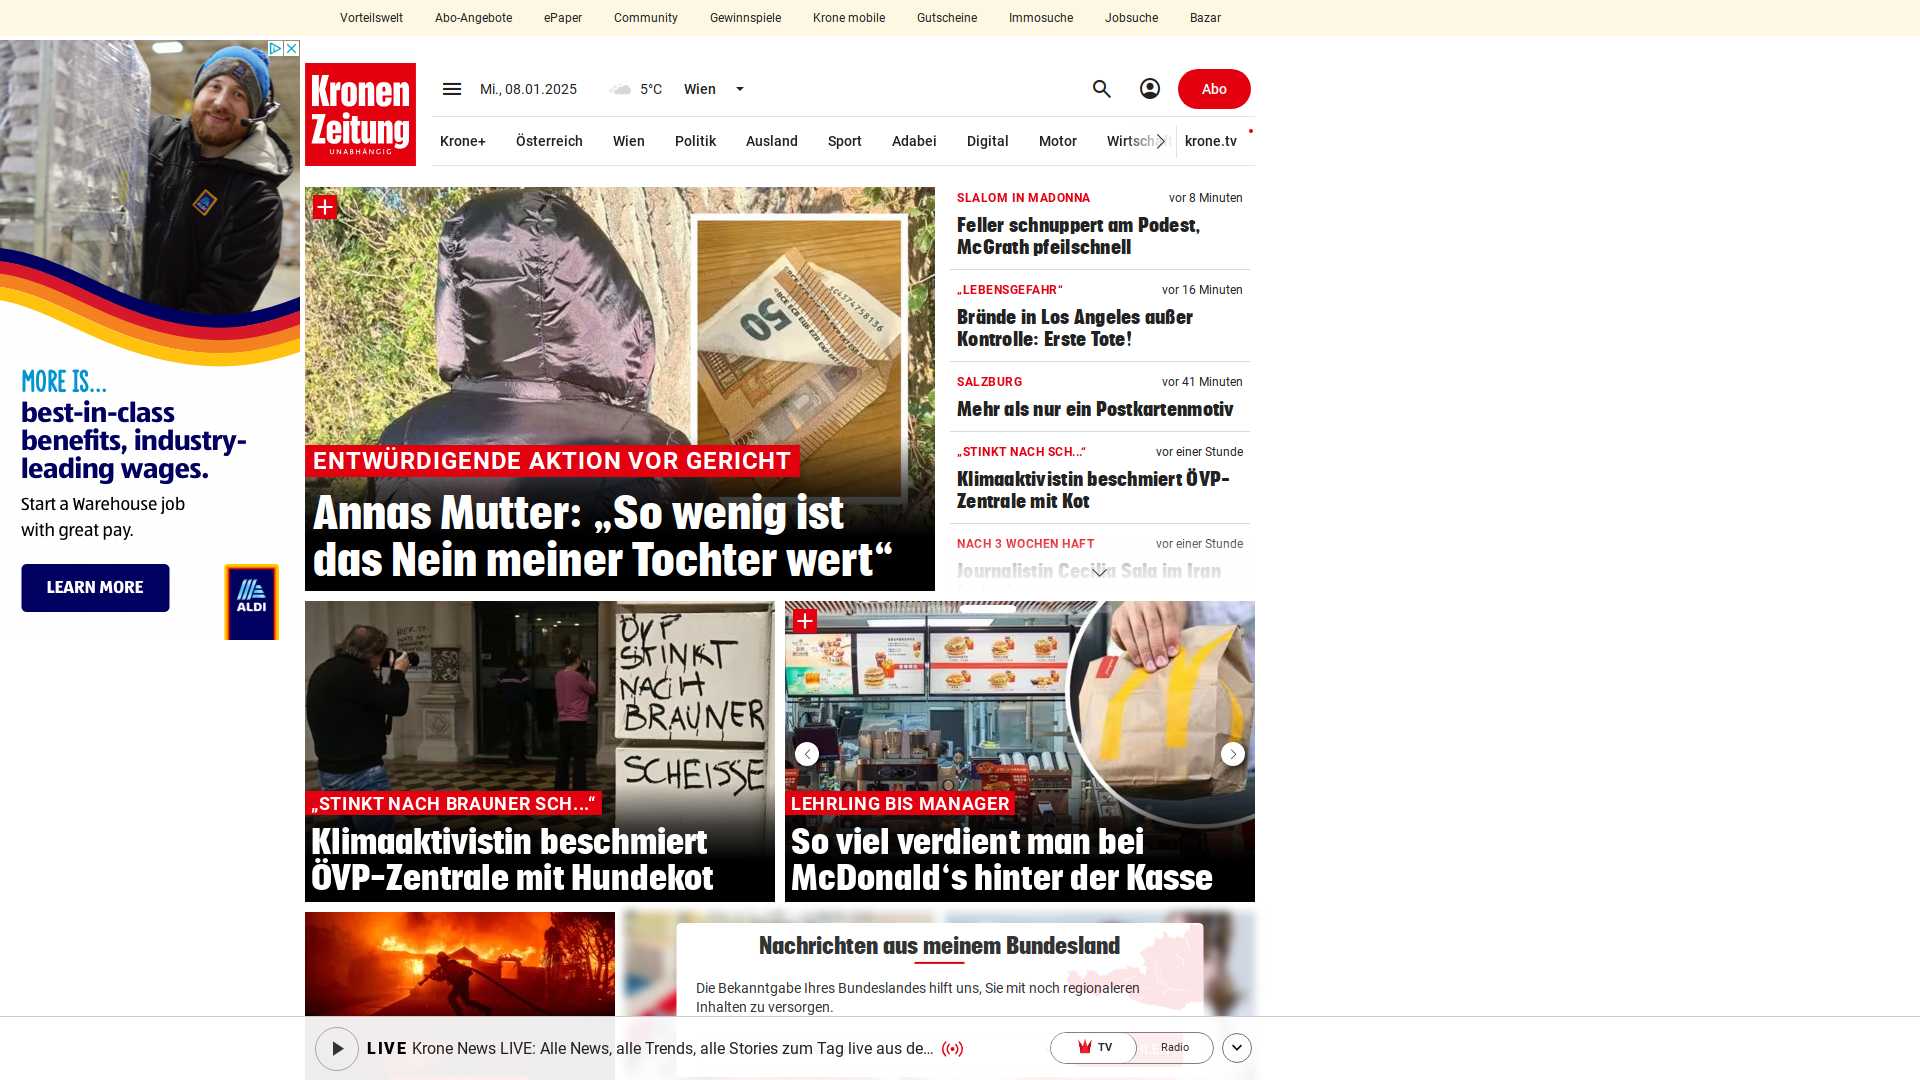 Vorteilswelt
Abo-Angebote
ePaper
Community
Gewinnspiele
Krone mobile
Gutscheine
Immosuche
Jobsuche
Bazar
MORE IS...
best-in-class
benefits, industry-
leading wages.
Start a Warehouse job
with great pay.
LEARN MORE
ALDI
Kronen
Zeitung
UNABHÄNGIG
Mi., 08.01.2025
5°C
Wien
Abo
Krone+
Österreich
Wien
Politik
Ausland
Sport
Adabei
Digital
Motor
krone.tv
ENTWÜRDIGENDE AKTION VOR GERICHT
Annas Mutter: „So wenig ist
das Nein meiner Tochter wert“
SLALOM IN MADONNA
vor 8 Minuten
Feller schnuppert am Podest,
McGrath pfeilschnell
„LEBENSGEFAHR“
vor 16 Minuten
Brände in Los Angeles außer
Kontrolle: Erste Tote!
SALZBURG
vor 41 Minuten
Mehr als nur ein Postkartenmotiv
„STINKT NACH SCH...“
vor einer Stunde
Klimaaktivistin beschmiert ÖVP-
Zentrale mit Kot
NACH 3 WOCHEN HAFT
vor einer Stunde
Journalistin Cecilia Sala im Iran
ÖVP
STINKT
NACH
BRAUNER
SCHEISSE
„STINKT NACH BRAUNER SCH...“
Klimaaktivistin beschmiert
ÖVP-Zentrale mit Hundekot
LEHRLING BIS MANAGER
So viel verdient man bei
McDonald‘s hinter der Kasse
Nachrichten aus meinem Bundesland
Die Bekanntgabe Ihres Bundeslandes hilft uns, Sie mit noch regionaleren
Inhalten zu versorgen.
LIVE Krone News LIVE: Alle News, alle Trends, alle Stories zum Tag live aus de...
TV
Radio